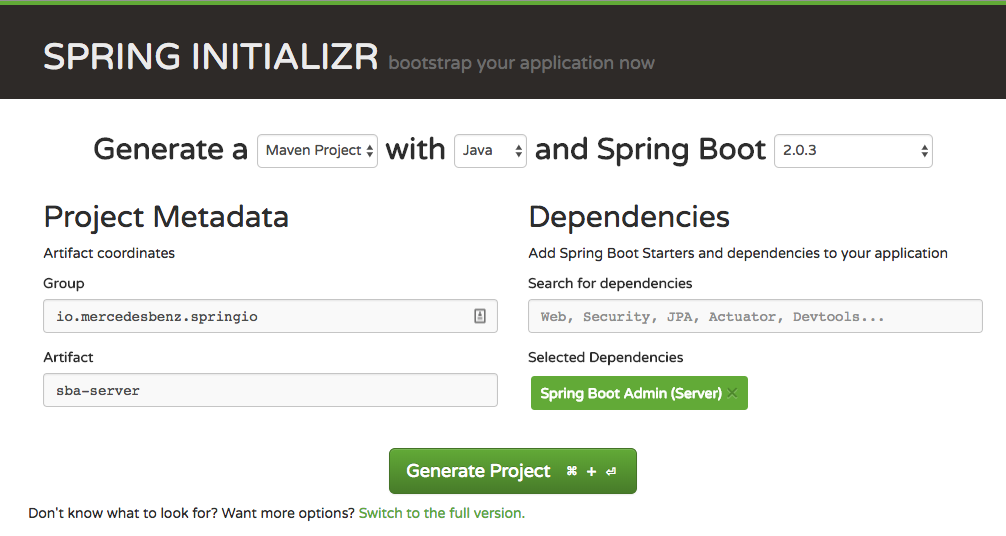 SPRING INITIALIZR bootstrap your application now
Generate a Maven Project with Java and Spring Boot 2.0.3
Project Metadata
Artifact coordinates
Group
io.mercedesbenz.springio
Artifact
sba-server
Dependencies
Add Spring Boot Starters and dependencies to your application
Search for dependencies
Web, Security, JPA, Actuator, Devtools...
Selected Dependencies
Spring Boot Admin (Server) ×
Generate Project ⌘ + ⏎
Don't know what to look for? Want more options? Switch to the full version.